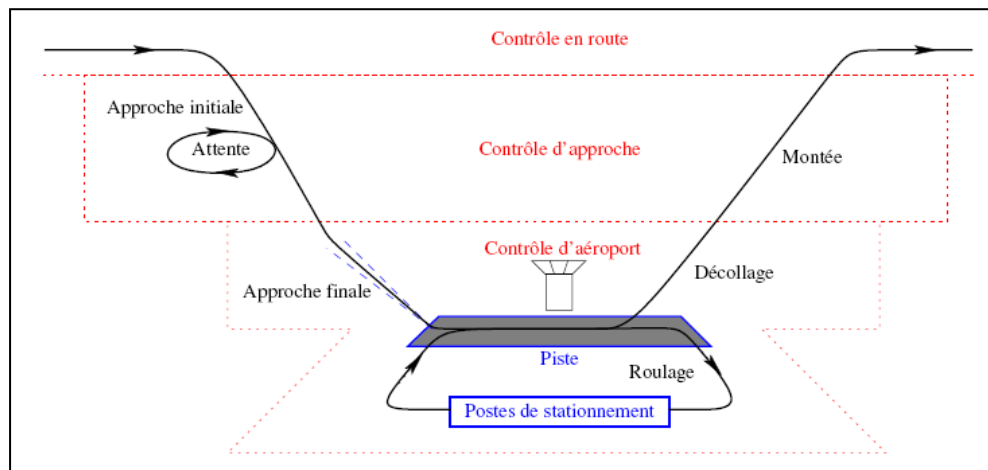 Contrôle en route
Approche initiale
Attente
Contrôle d'approche
Montée
Contrôle d'aéroport
Décollage
Approche finale
Piste
Roulage
Postes de stationnement